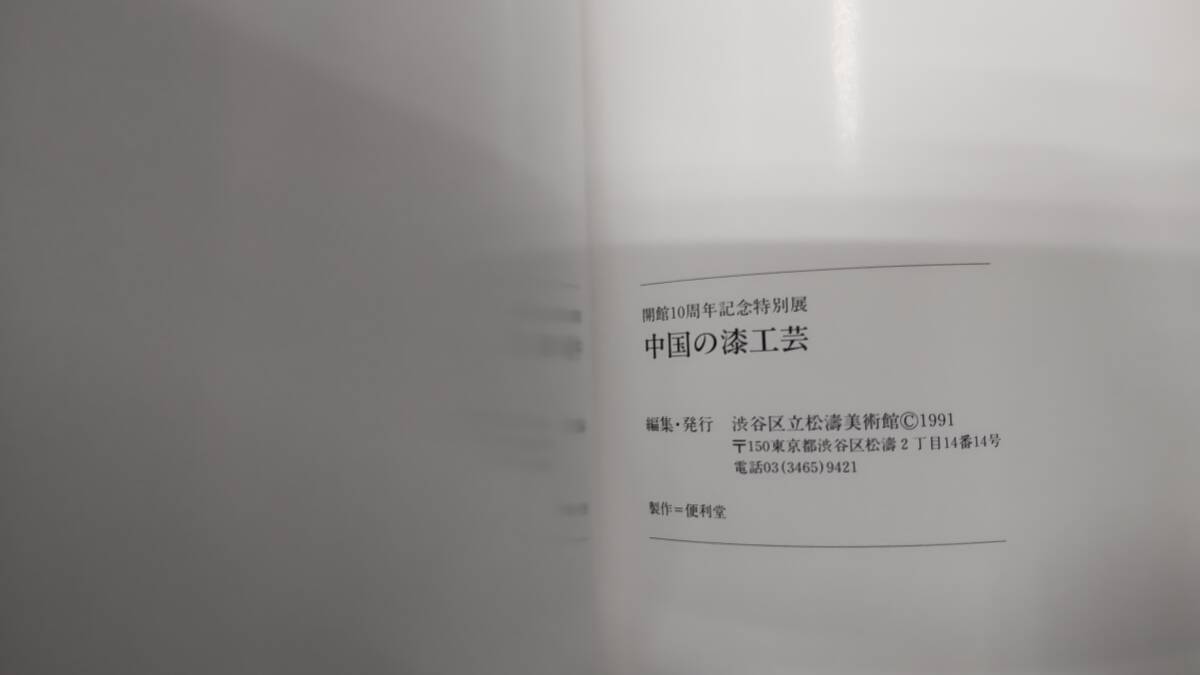 開館10周年記念特別展
中国の漆工芸
編集・発行 渋谷区立松濤美術館©1991
〒150東京都渋谷区松濤2丁目14番14号
電話03(3465)9421
製作=便利堂